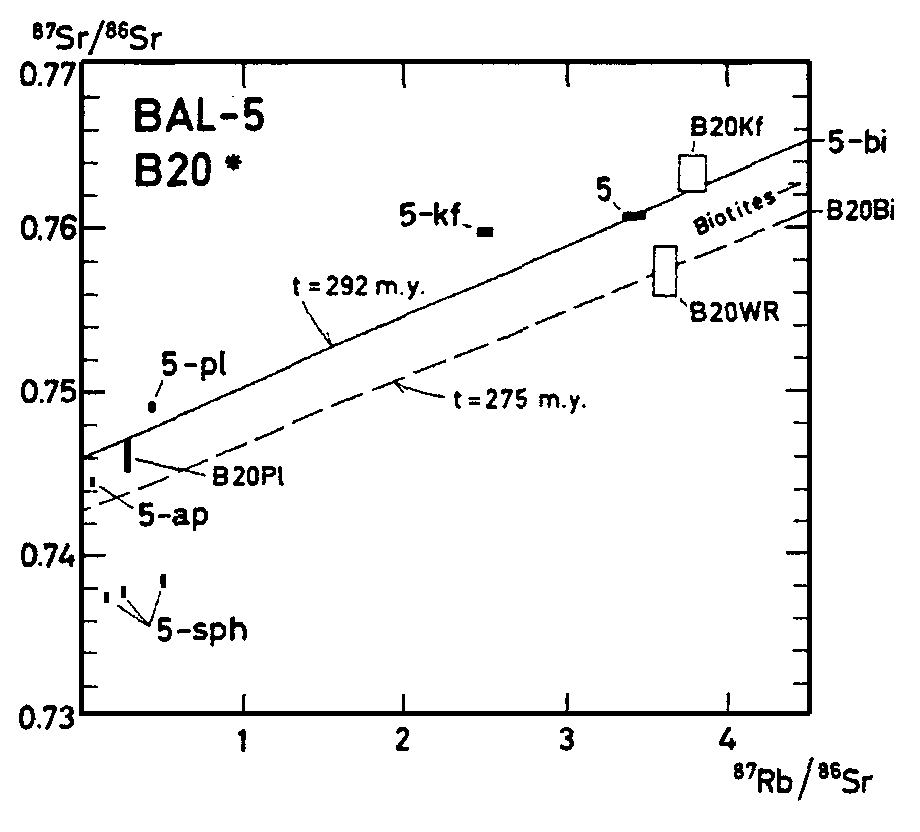 ⁸⁷Sr/⁸⁶Sr
0.77
BAL-5
B20 *
B20Kf
5-bi
5
5-kf
Biotites
B20Bi
0.76
t=292 m.y.
B20WR
5-pl
0.75
t=275 m.y.
B20Pl
5-ap
0.74
5-sph
0.73
1 2 3 4
⁸⁷Rb/⁸⁶Sr